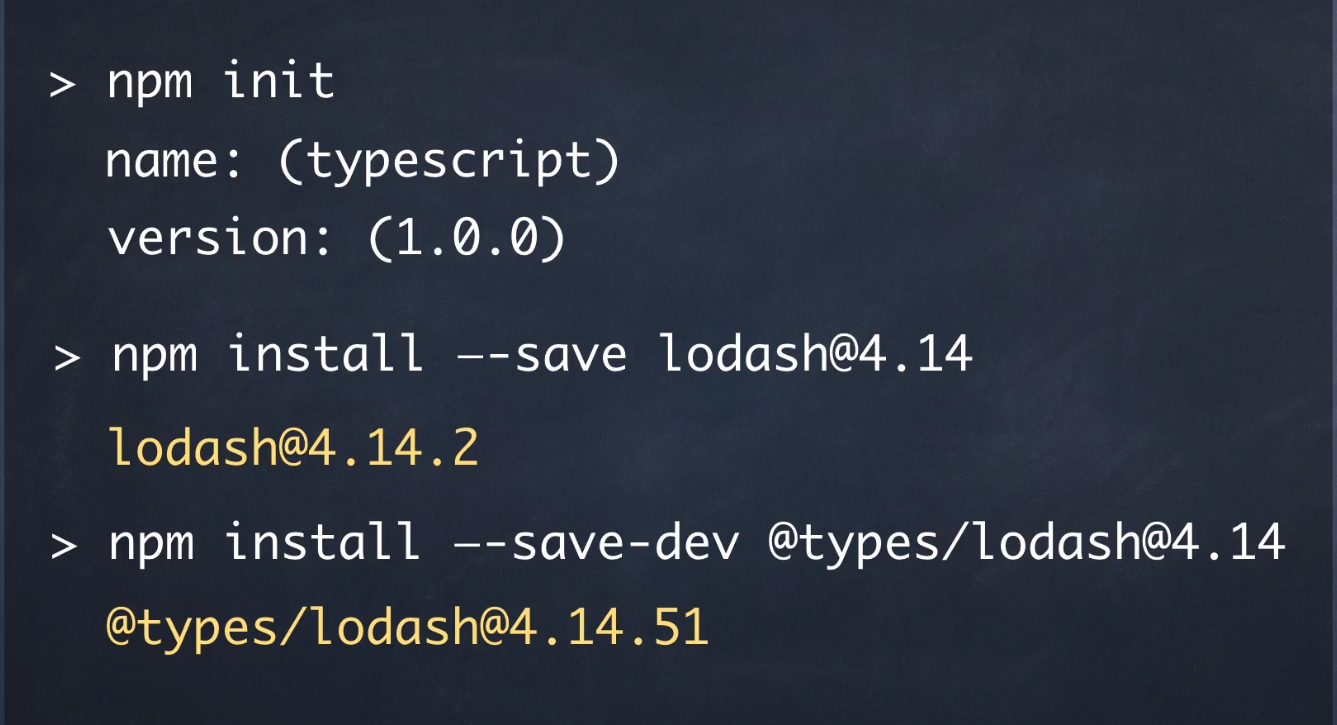 > npm init
name: (typescript)
version: (1.0.0)
> npm install –-save lodash@4.14
lodash@4.14.2
> npm install –-save-dev @types/lodash@4.14
@types/lodash@4.14.51